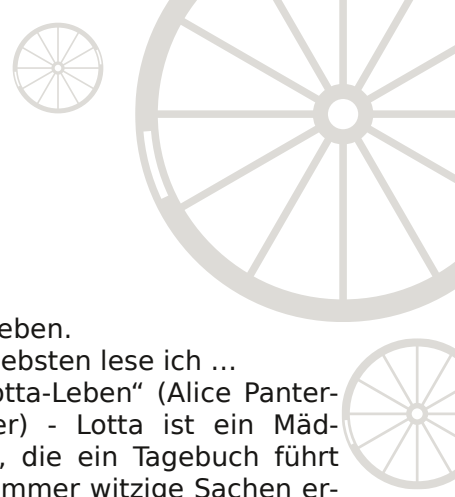 eben.
ebsten lese ich ...
otta-Leben“ (Alice Panter-
er) - Lotta ist ein Mäd-
, die ein Tagebuch führt
mmer witzige Sachen er-